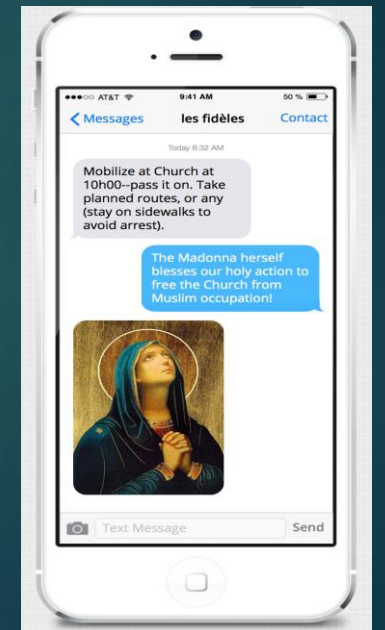 AT&T 9:41 AM 50 %
Messages les fidèles Contact
Today 8:32 AM
Mobilize at Church at
10h00--pass it on. Take
planned routes, or any
(stay on sidewalks to
avoid arrest).
The Madonna herself
blesses our holy action to
free the Church from
Muslim occupation!
Text Message Send